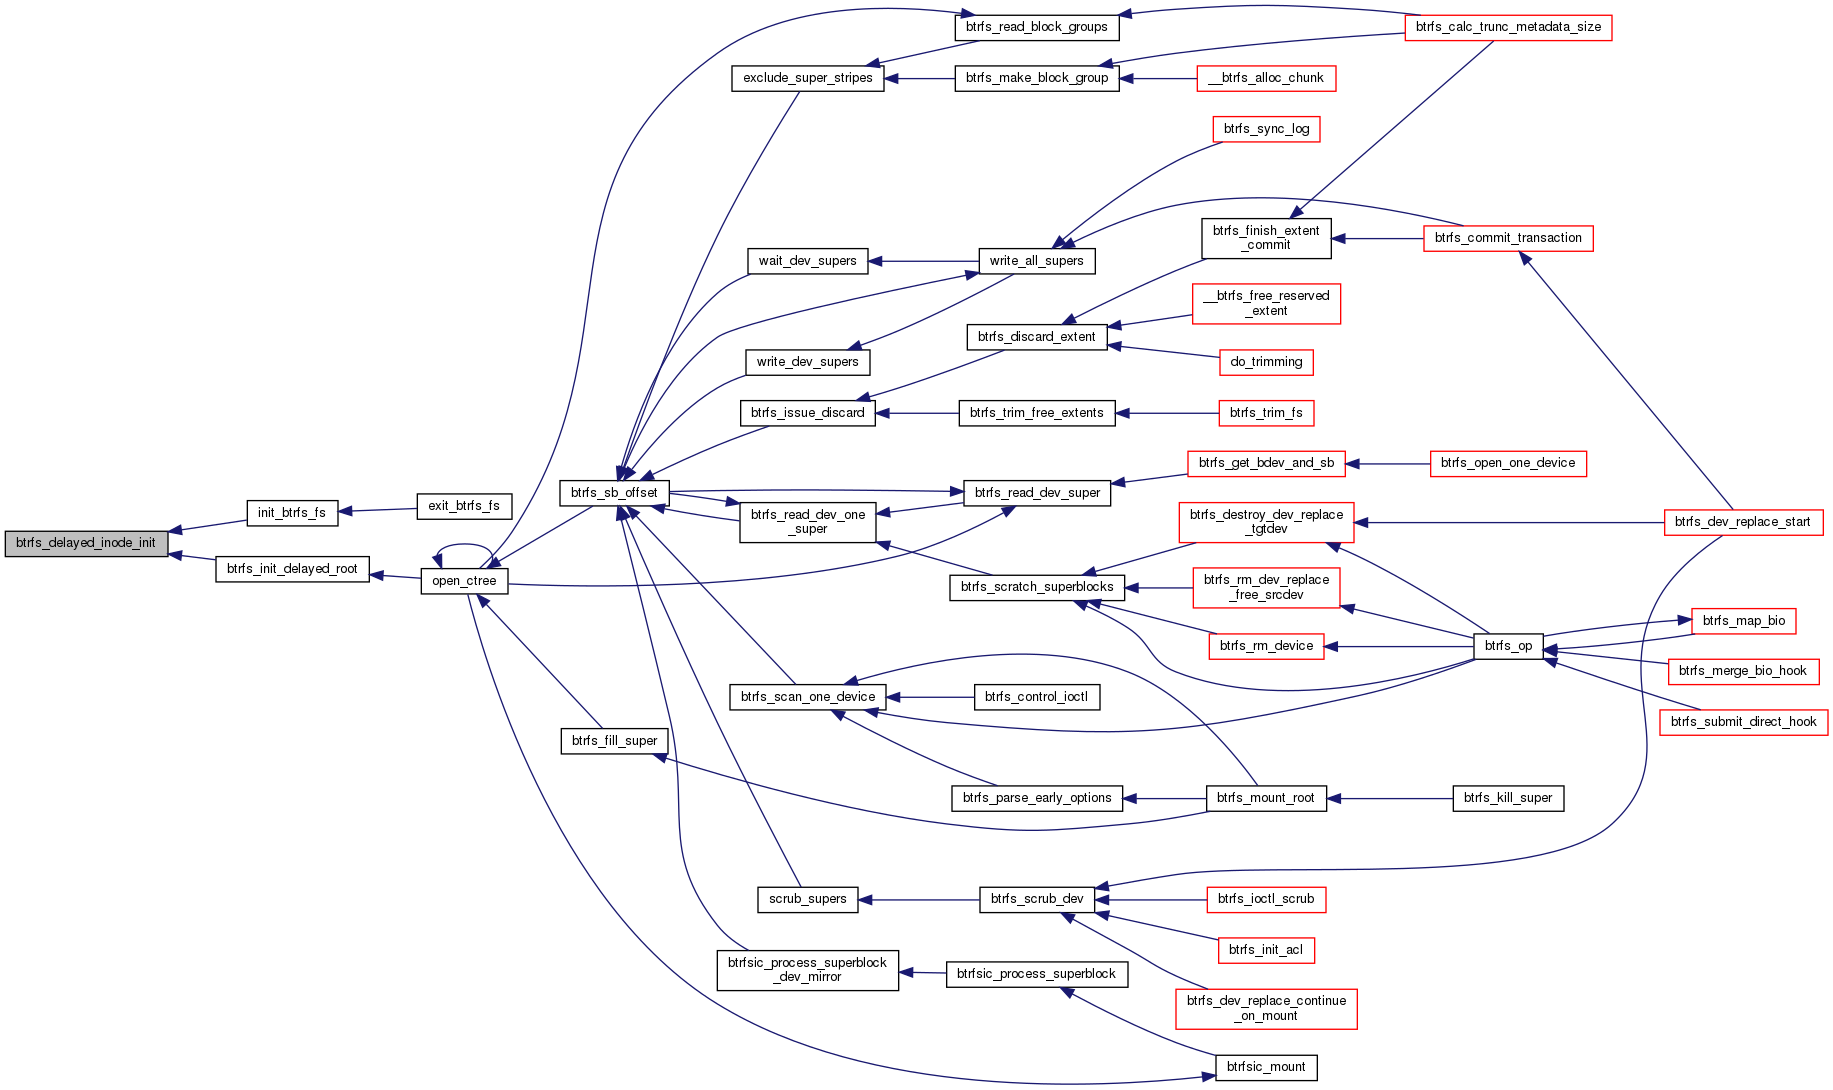 btrfs_read_block_groups
btrfs_calc_trunc_metadata_size
exclude_super_stripes
btrfs_make_block_group
__btrfs_alloc_chunk
btrfs_sync_log
btrfs_finish_extent
_commit
btrfs_commit_transaction
wait_dev_supers
write_all_supers
__btrfs_free_reserved
_extent
btrfs_discard_extent
write_dev_supers
do_trimming
btrfs_issue_discard
btrfs_trim_free_extents
btrfs_trim_fs
btrfs_get_bdev_and_sb
btrfs_open_one_device
btrfs_sb_offset
btrfs_read_dev_super
exit_btrfs_fs
init_btrfs_fs
btrfs_read_dev_one
_super
btrfs_destroy_dev_replace
_tgtdev
btrfs_dev_replace_start
btrfs_delayed_inode_init
btrfs_init_delayed_root
open_ctree
btrfs_scratch_superblocks
btrfs_rm_dev_replace
_free_srcdev
btrfs_map_bio
btrfs_rm_device
btrfs_op
btrfs_merge_bio_hook
btrfs_scan_one_device
btrfs_control_ioctl
btrfs_submit_direct_hook
btrfs_fill_super
btrfs_parse_early_options
btrfs_mount_root
btrfs_kill_super
scrub_supers
btrfs_scrub_dev
btrfs_ioctl_scrub
btrfs_init_acl
btrfsic_process_superblock
_dev_mirror
btrfsic_process_superblock
btrfs_dev_replace_continue
_on_mount
btrfsic_mount